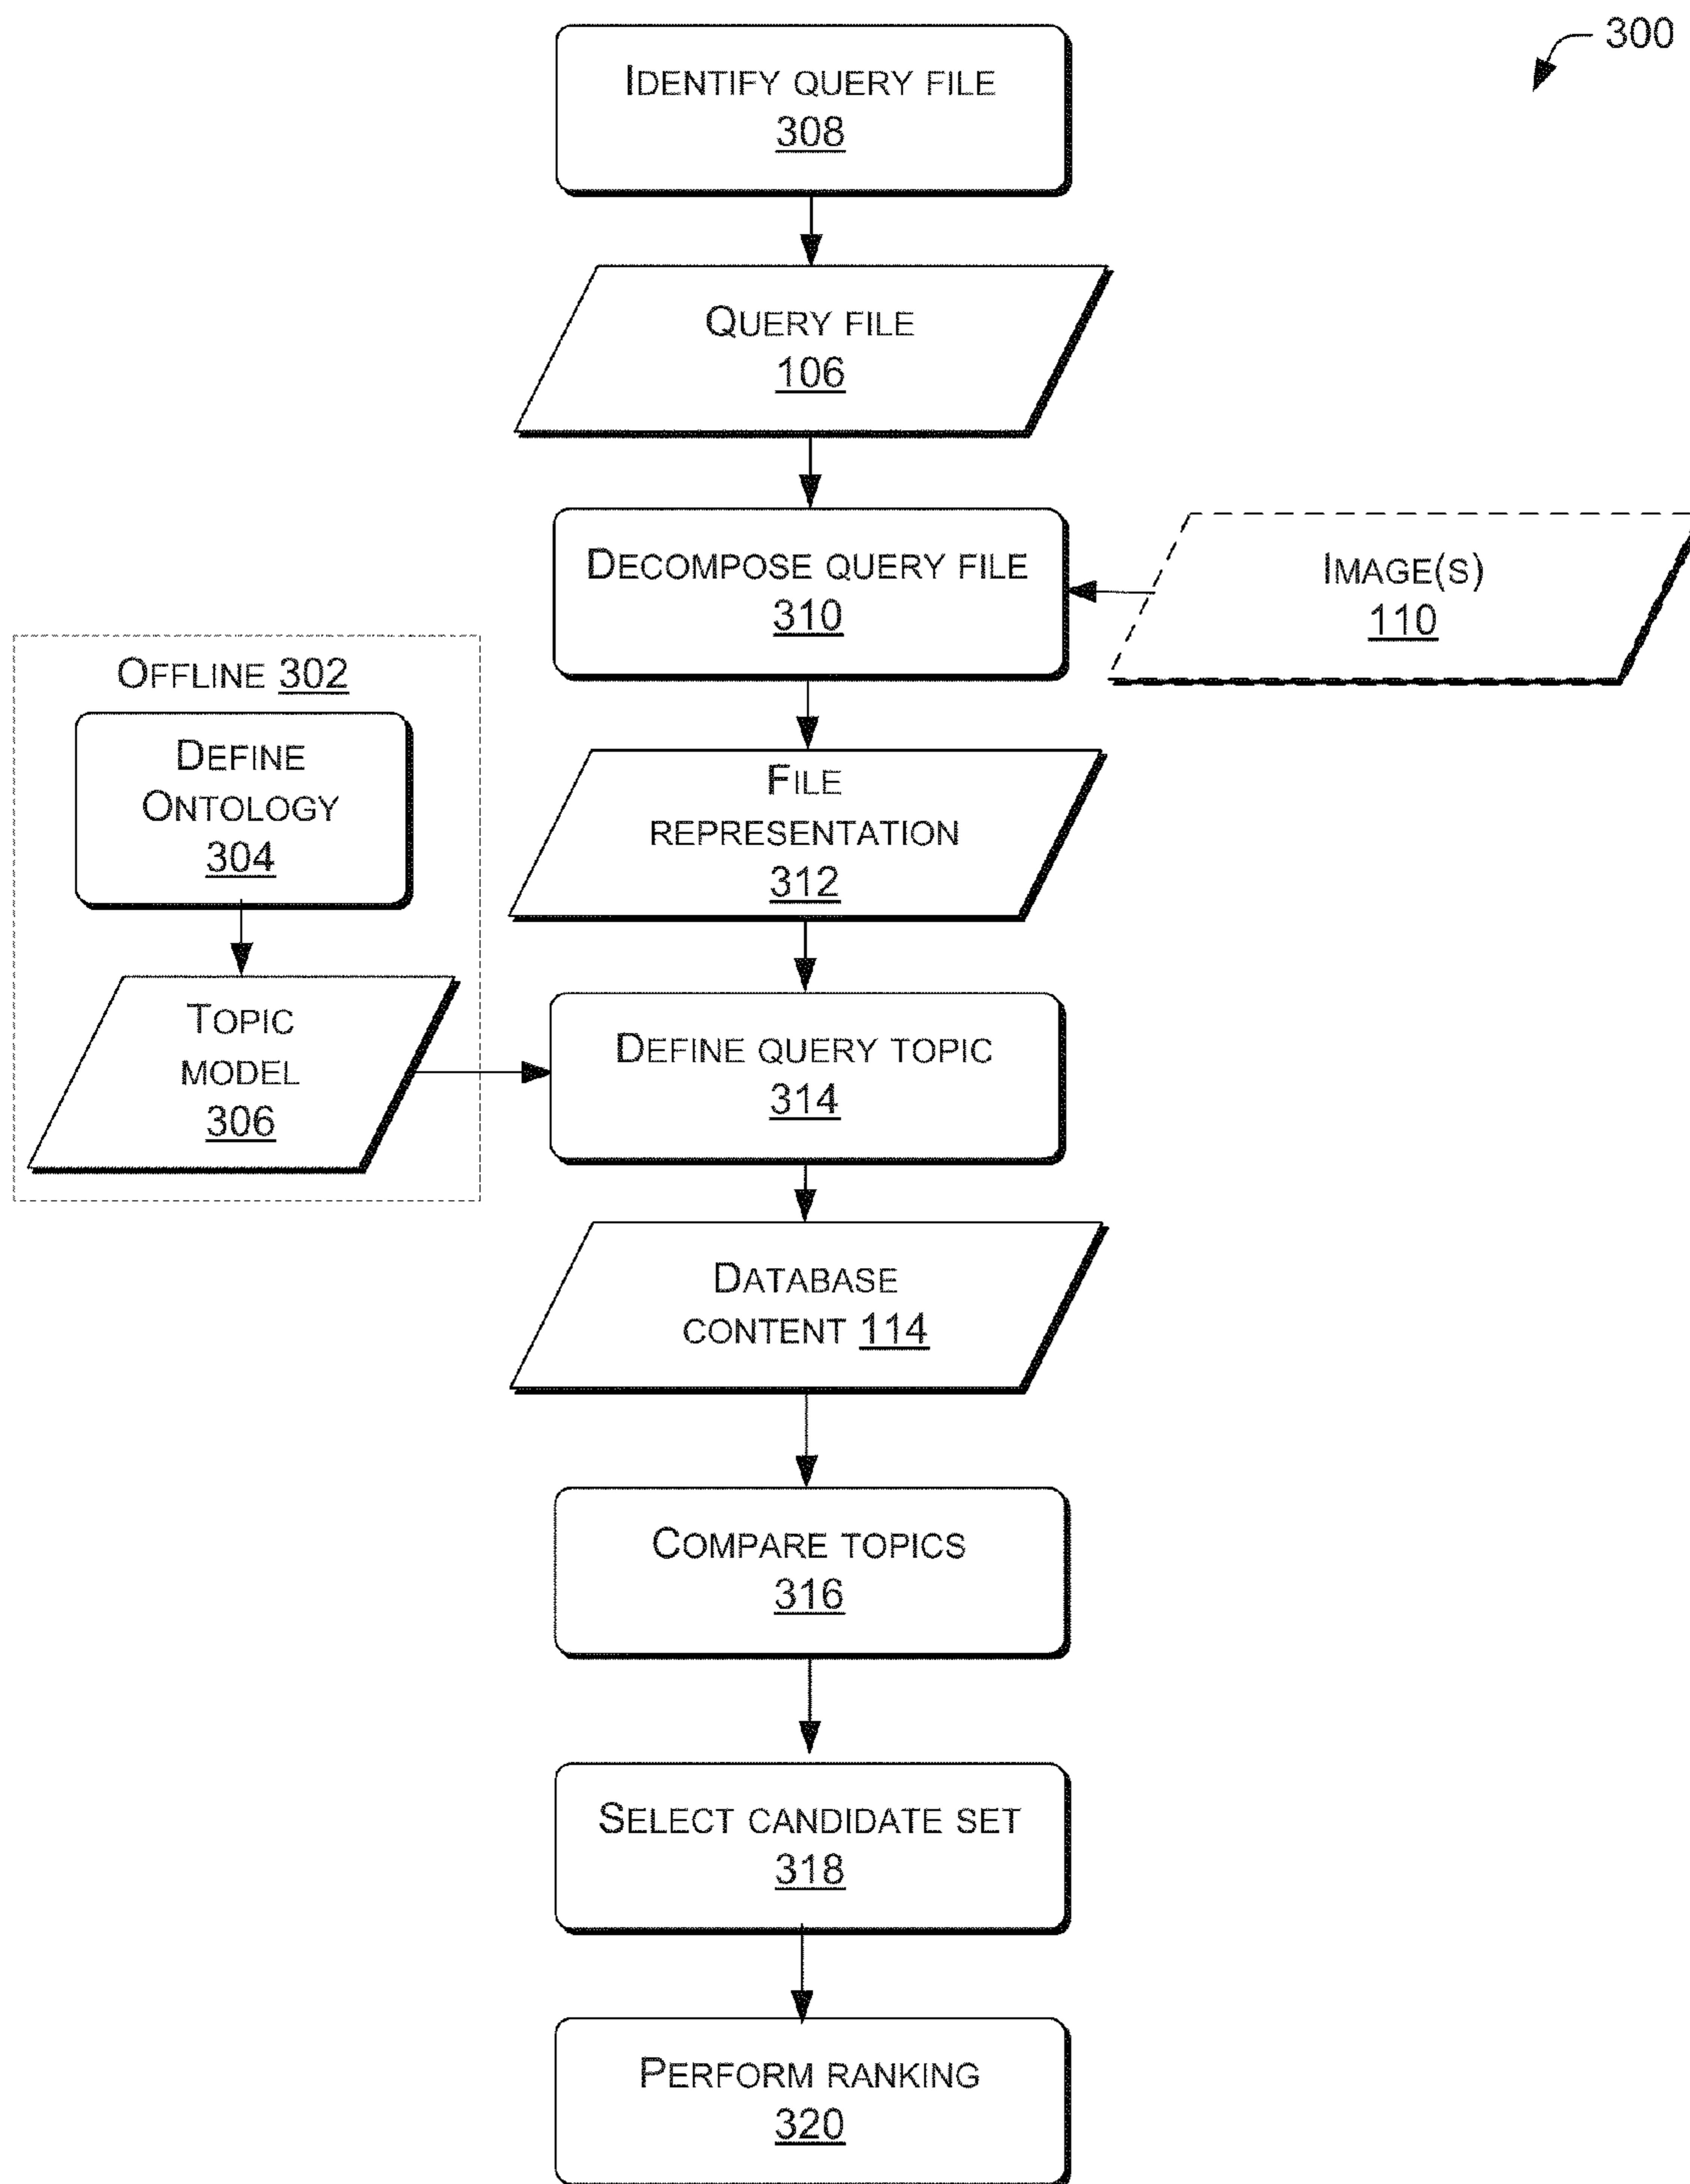 300
IDENTIFY QUERY FILE
308
QUERY FILE
106
DECOMPOSE QUERY FILE
310
IMAGE(S)
110
OFFLINE 302
DEFINE
ONTOLOGY
304
FILE
REPRESENTATION
312
TOPIC
MODEL
306
DEFINE QUERY TOPIC
314
DATABASE
CONTENT 114
COMPARE TOPICS
316
SELECT CANDIDATE SET
318
PERFORM RANKING
320